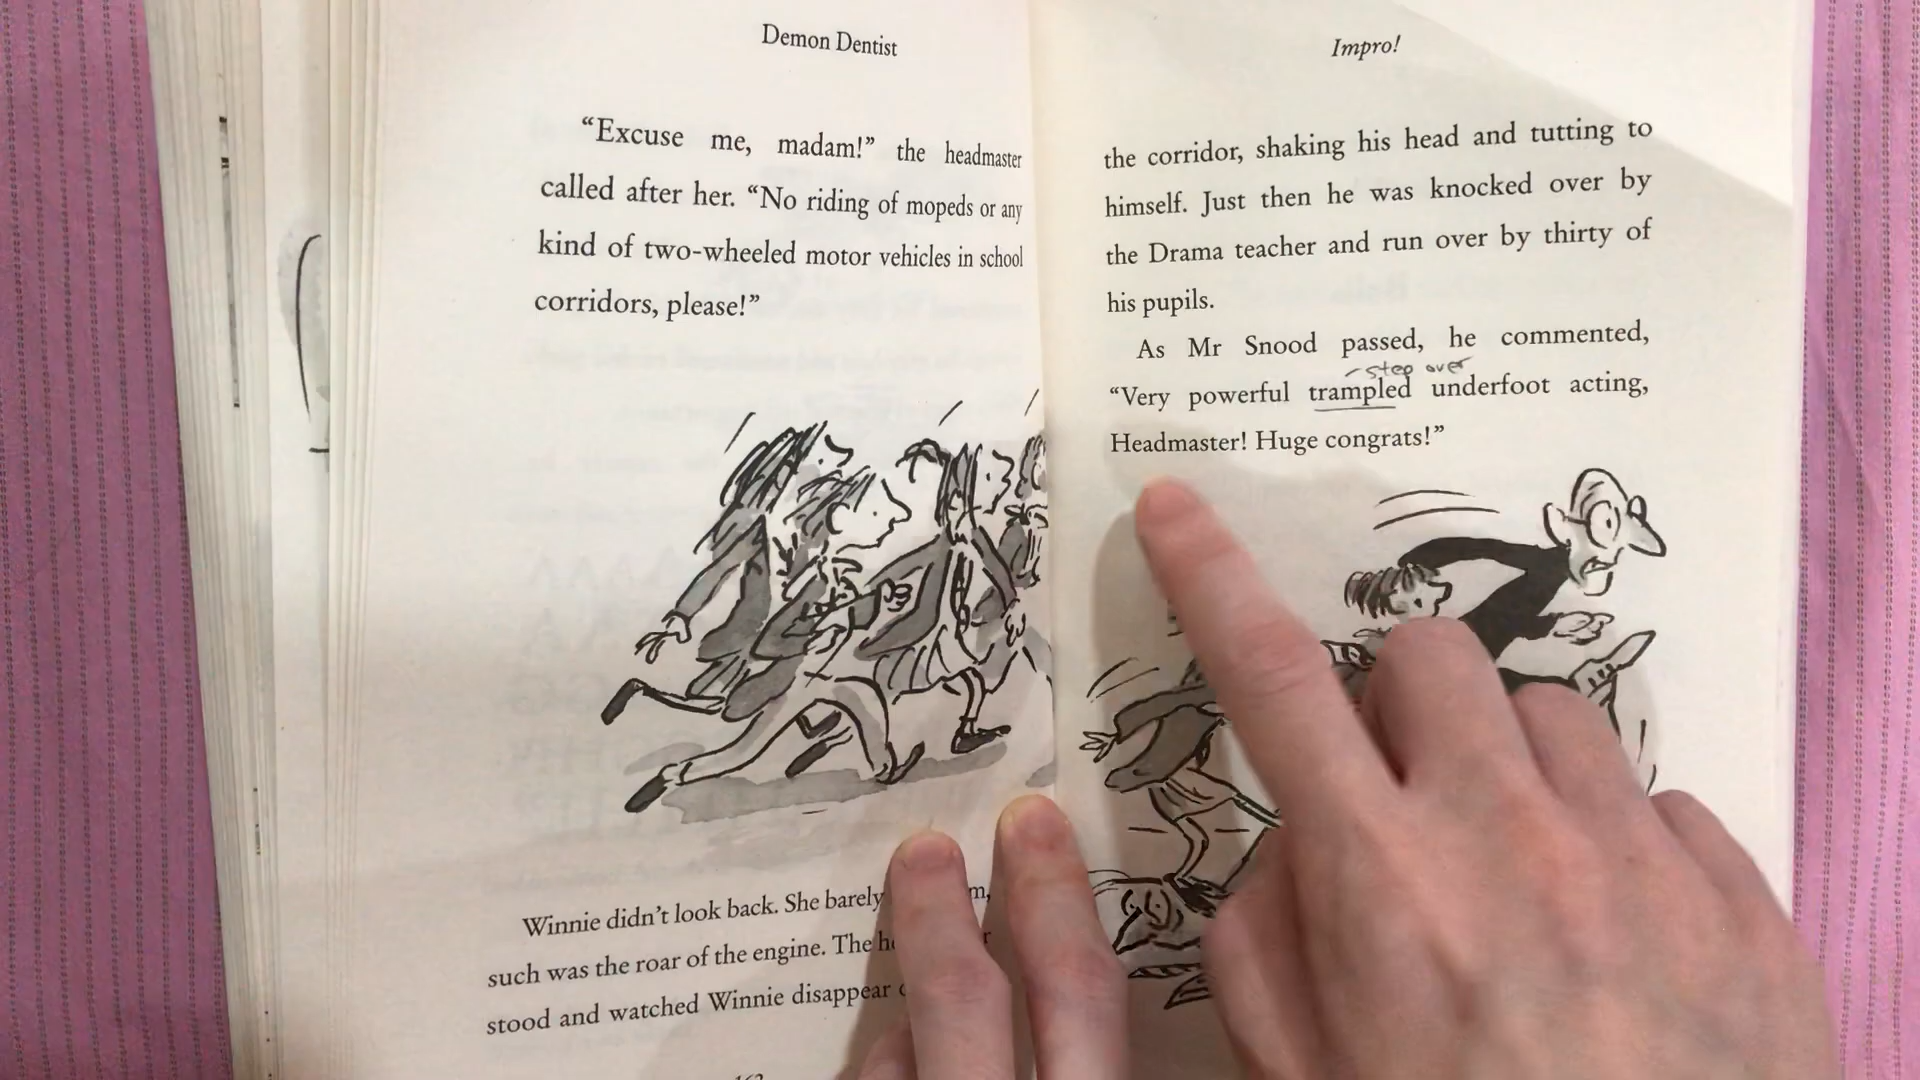 Demon Dentist
“Excuse me, madam!” the headmaster
called after her. “No riding of mopeds or any
kind of two-wheeled motor vehicles in school
corridors, please!”
Winnie didn’t look back. She barely
such was the roar of the engine. The
stood and watched Winnie disappear
Impro!
the corridor, shaking his head and tutting to
himself. Just then he was knocked over by
the Drama teacher and run over by thirty of
his pupils.
As Mr Snood passed, he commented,
- step over
“Very powerful trampled underfoot acting,
Headmaster! Huge congrats!”